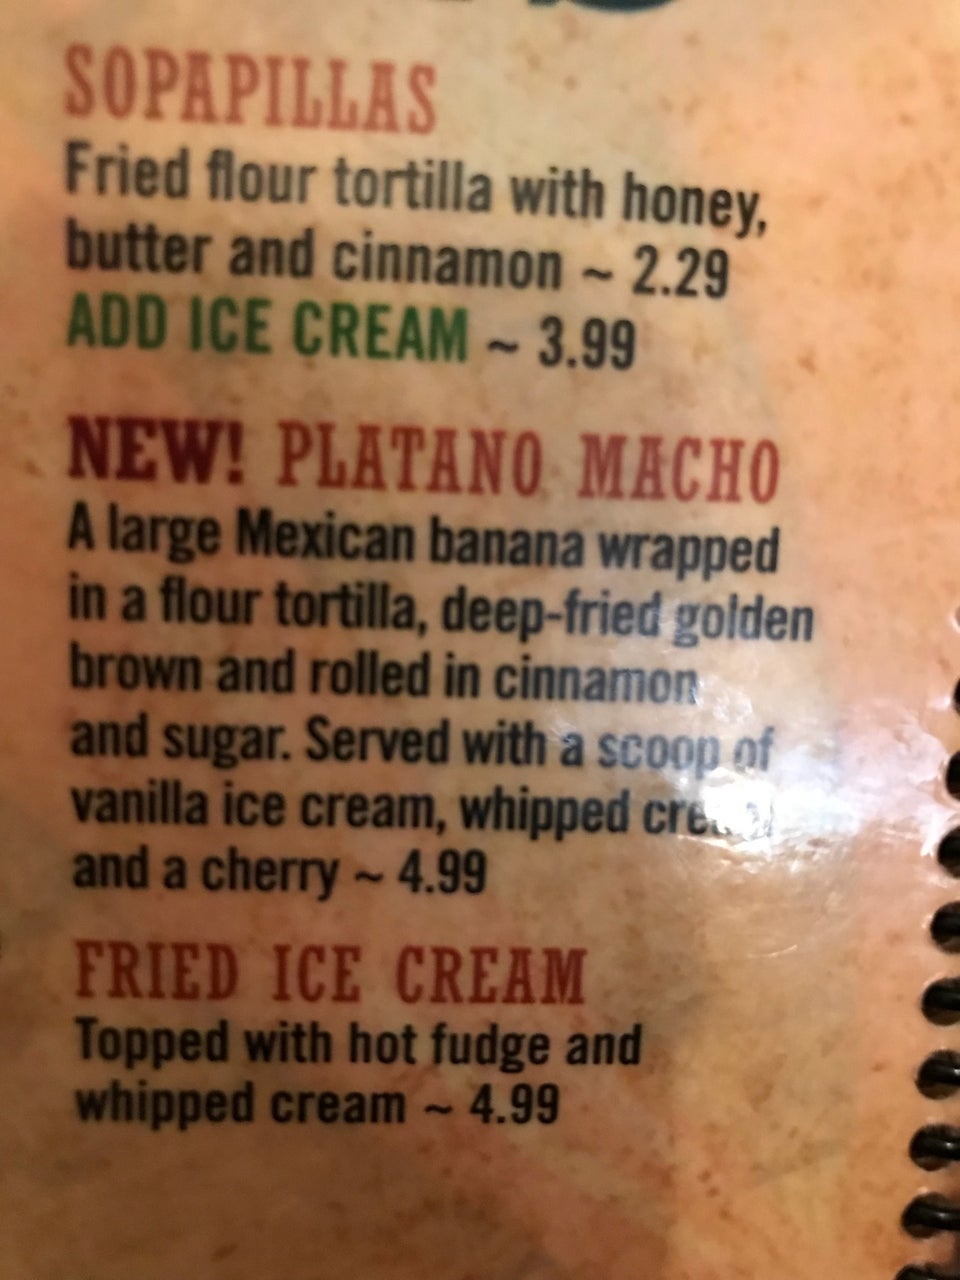 SOPAPILLAS
Fried flour tortilla with honey,
butter and cinnamon ~ 2.29
ADD ICE CREAM ~ 3.99
NEW! PLATANO MACHO
A large Mexican banana wrapped
in a flour tortilla, deep-fried golden
brown and rolled in cinnamon
and sugar. Served with a scoop of
vanilla ice cream, whipped
and a cherry ~ 4.99
FRIED ICE CREAM
Topped with hot fudge and
whipped cream ~ 4.99